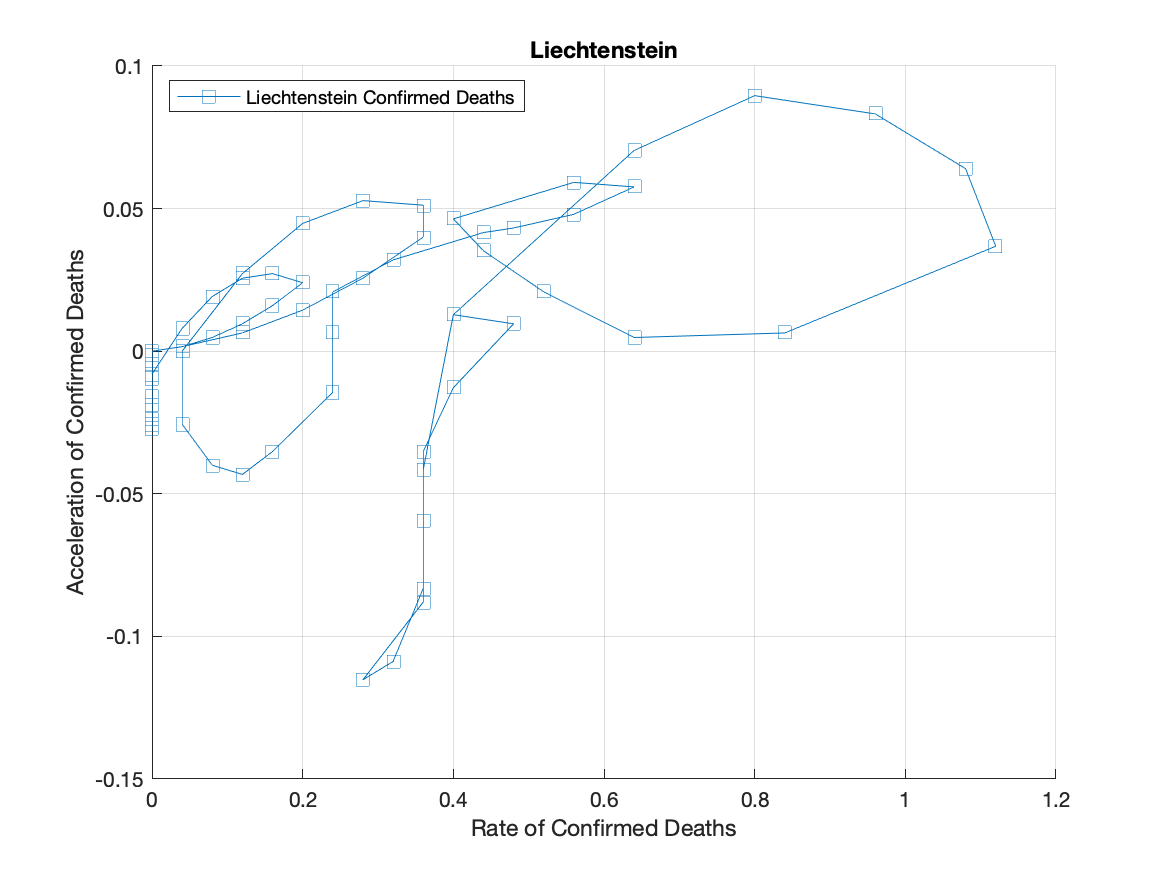 Liechtenstein
Liechtenstein Confirmed Deaths
Acceleration of Confirmed Deaths
0.1
0.05
0
-0.05
-0.1
-0.15
0 0.2 0.4 0.6 0.8 1 1.2
Rate of Confirmed Deaths